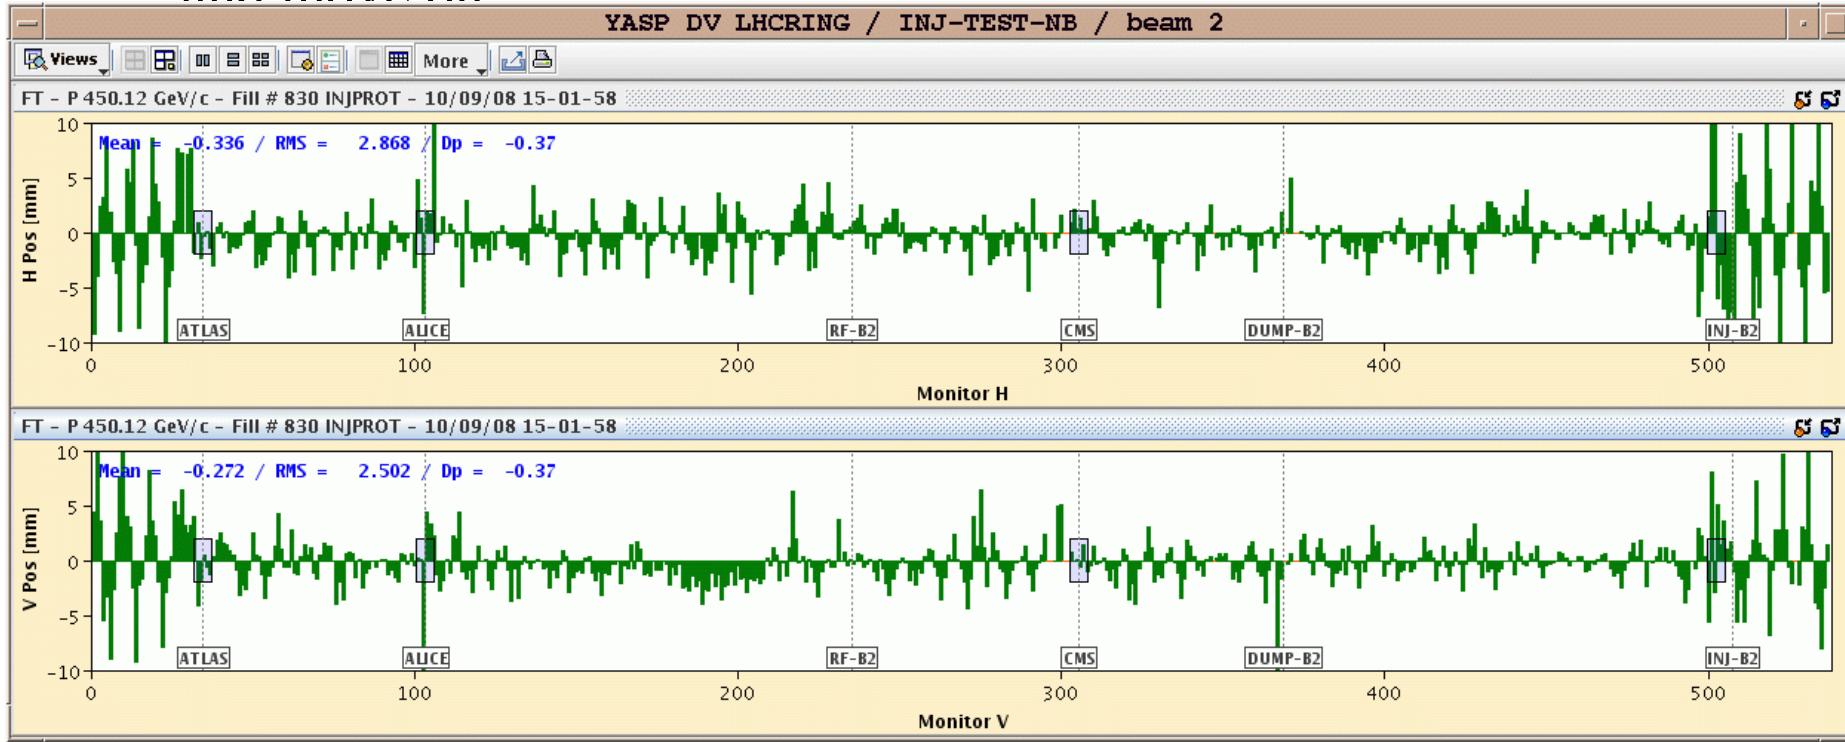 YASP DV LHCRING / INJ-TEST-NB / beam 2
Views More
FT - P 450.12 GeV/c - Fill # 830 INJPROT - 10/09/08 15-01-58
Mean = -0.336 / RMS = 2.868 / Dp = -0.37
H Pos [mm]
10
5
0
-5
-10
ATLAS ALICE RF-B2 CMS DUMP-B2 INJ-B2
0 100 200 300 400 500
Monitor H
FT - P 450.12 GeV/c - Fill # 830 INJPROT - 10/09/08 15-01-58
Mean = -0.272 / RMS = 2.502 / Dp = -0.37
V Pos [mm]
10
5
0
-5
-10
ATLAS ALICE RF-B2 CMS DUMP-B2 INJ-B2
0 100 200 300 400 500
Monitor V